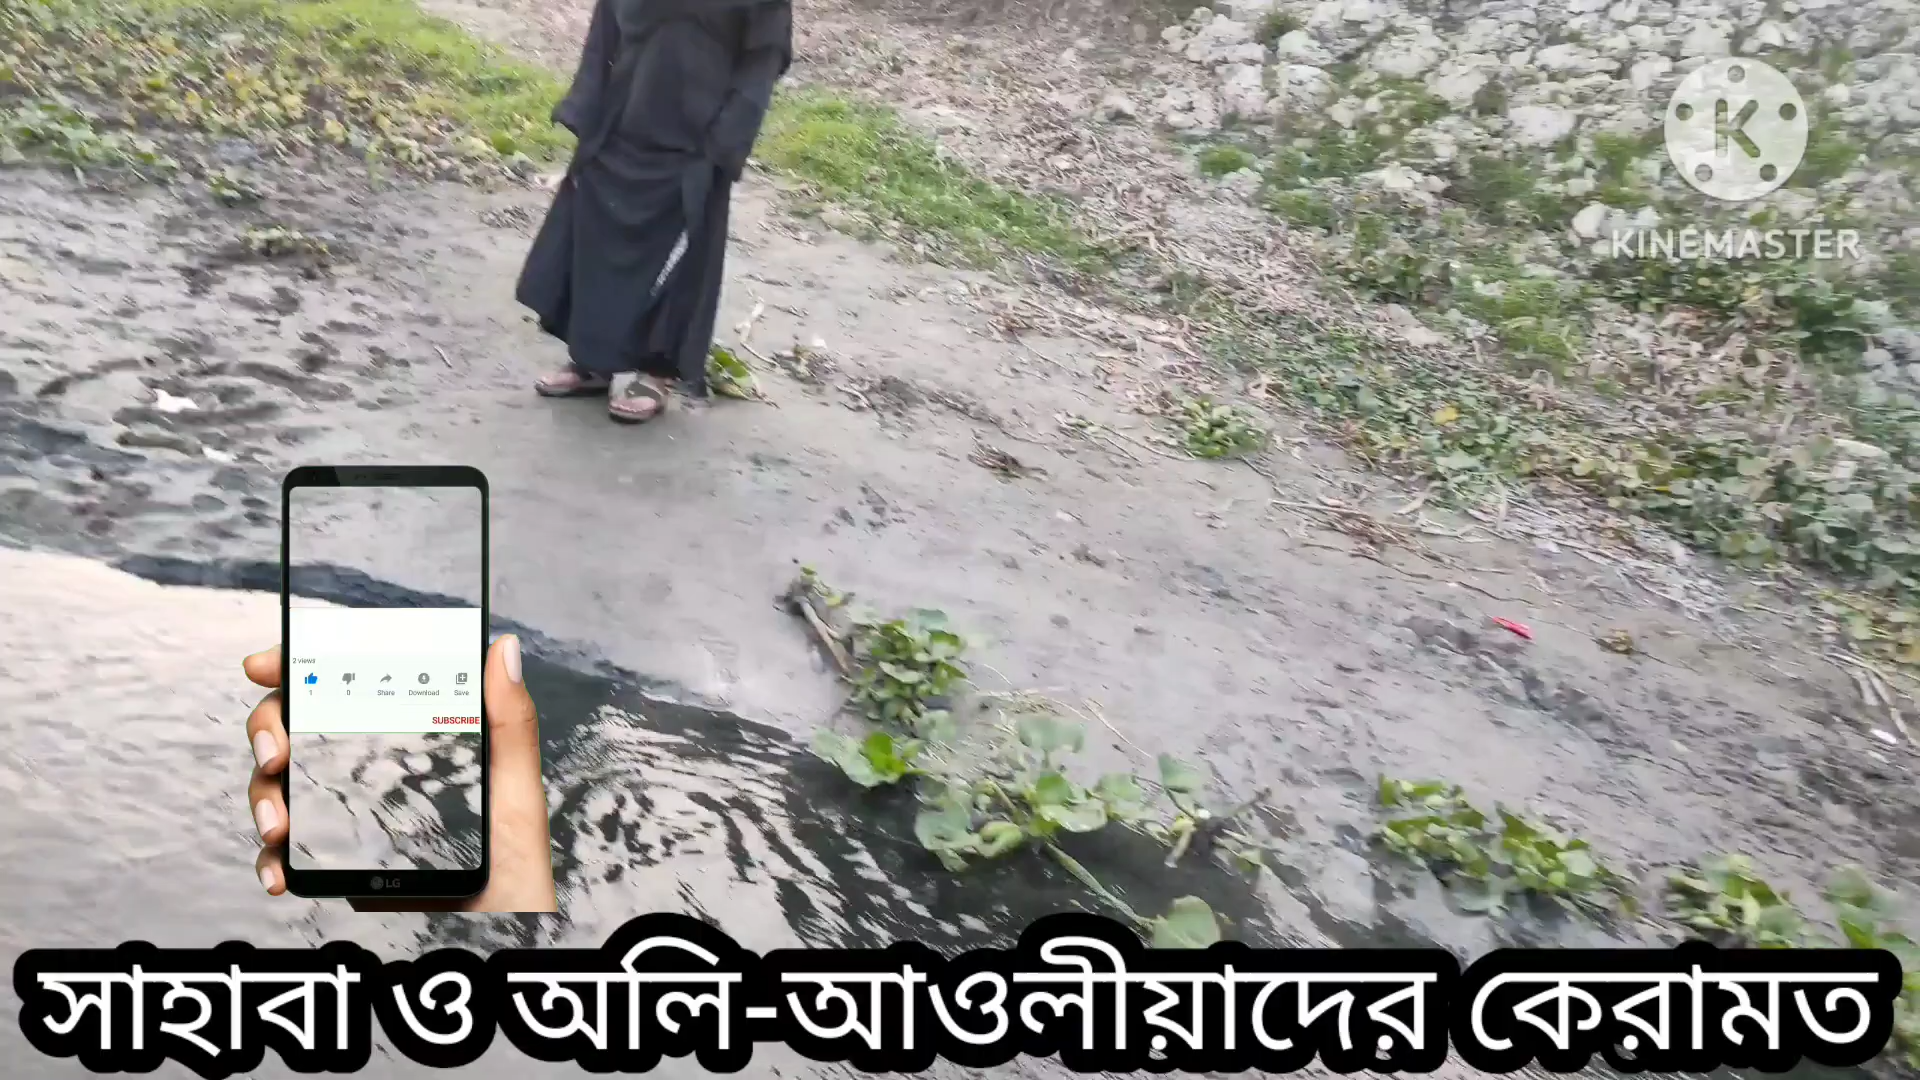 K
KINEMASTER
2 views
1 0 Share Download Save
SUBSCRIBE
LG
সাহাবা ও অলি-আওলীয়াদের কেরামত